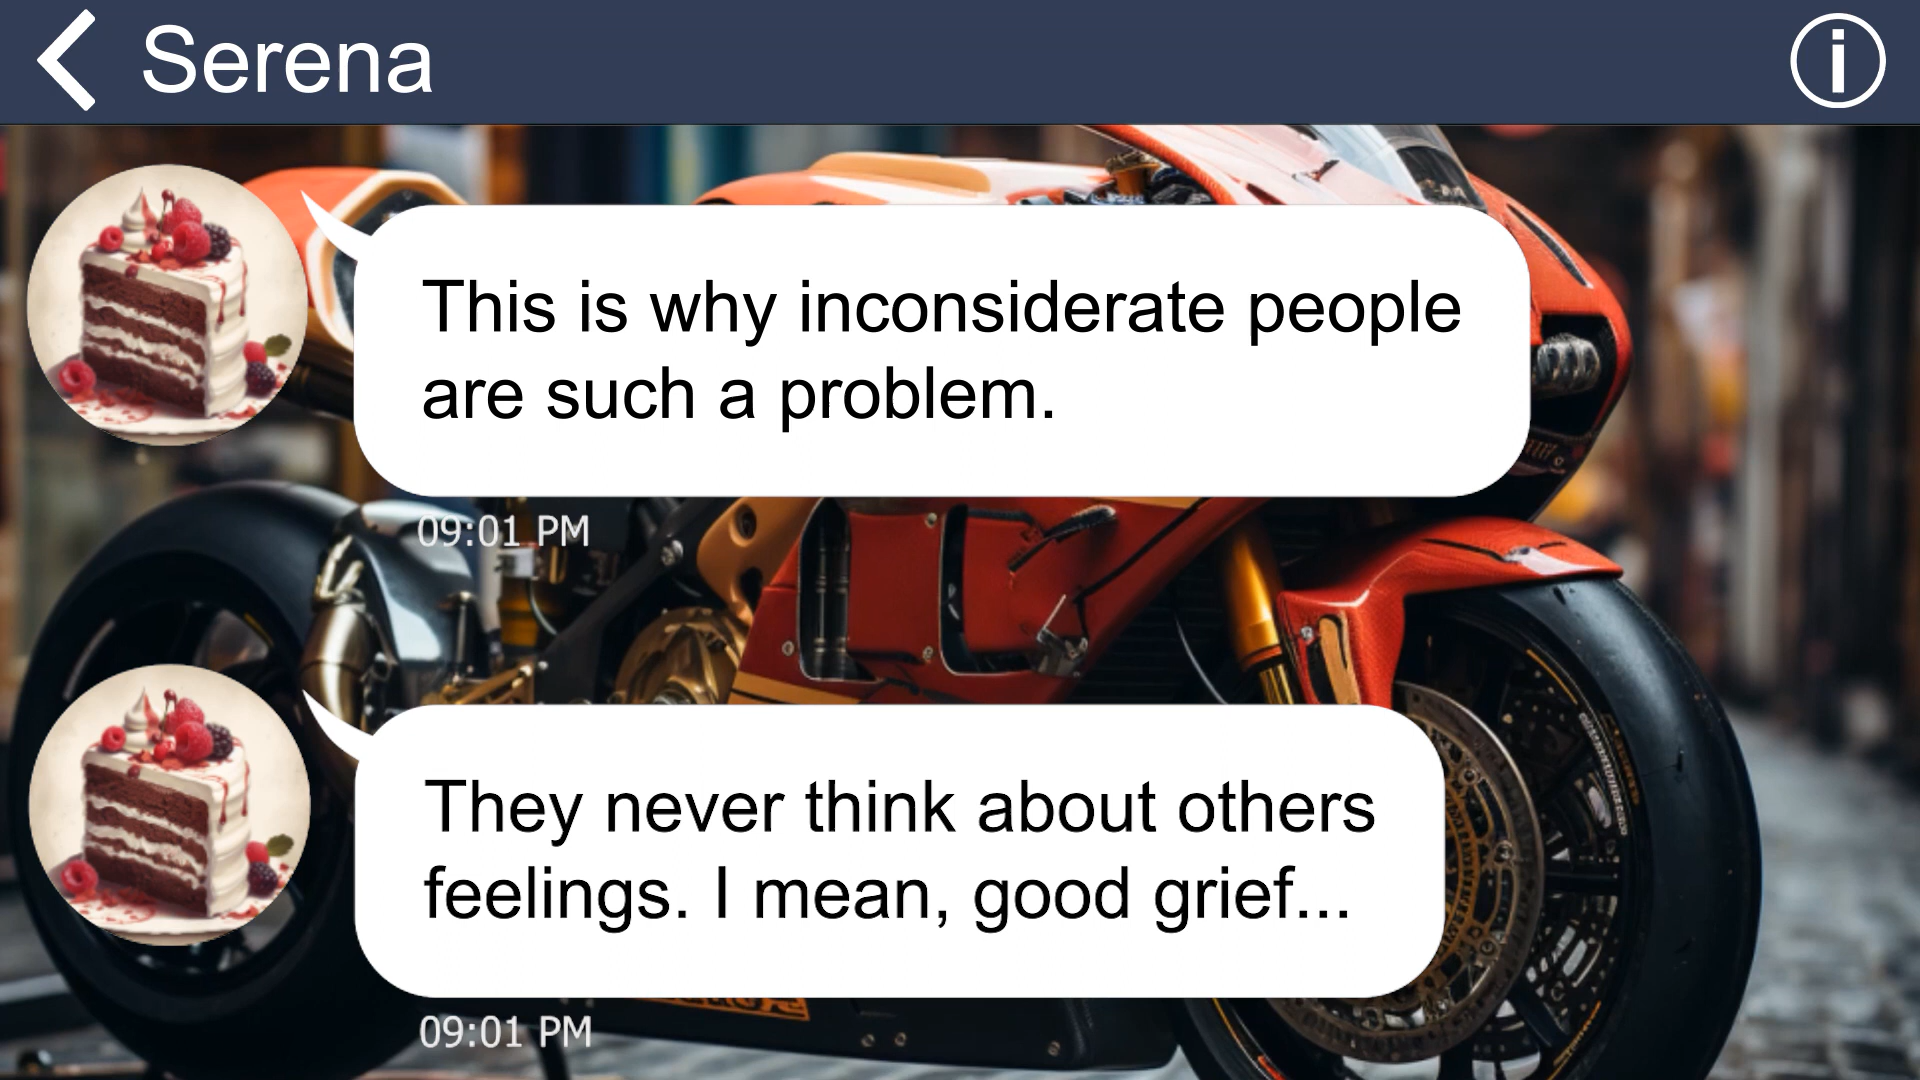 Serena
This is why inconsiderate people
are such a problem.
09:01 PM
They never think about others
feelings. I mean, good grief...
09:01 PM